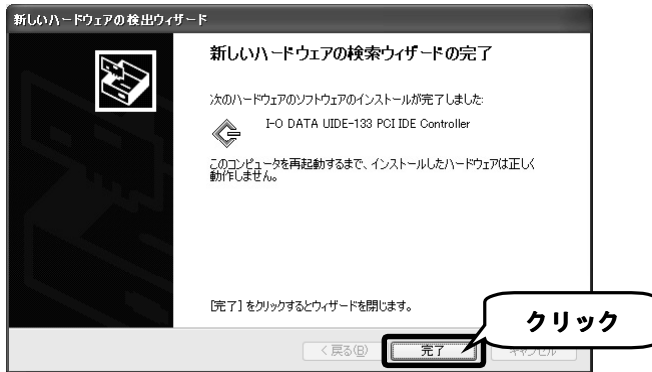 新しいハードウェアの検出ウィザード
新しいハードウェアの検索ウィザードの完了
次のハードウェアのソフトウェアのインストールが完了しました:
I-O DATA UIDE-133 PCI IDE Controller
このコンピュータを再起動するまで、インストールしたハードウェアは正しく
動作しません。
[完了] をクリックするとウィザードを閉じます。
クリック
< 戻る(B)
完了
キャンセル